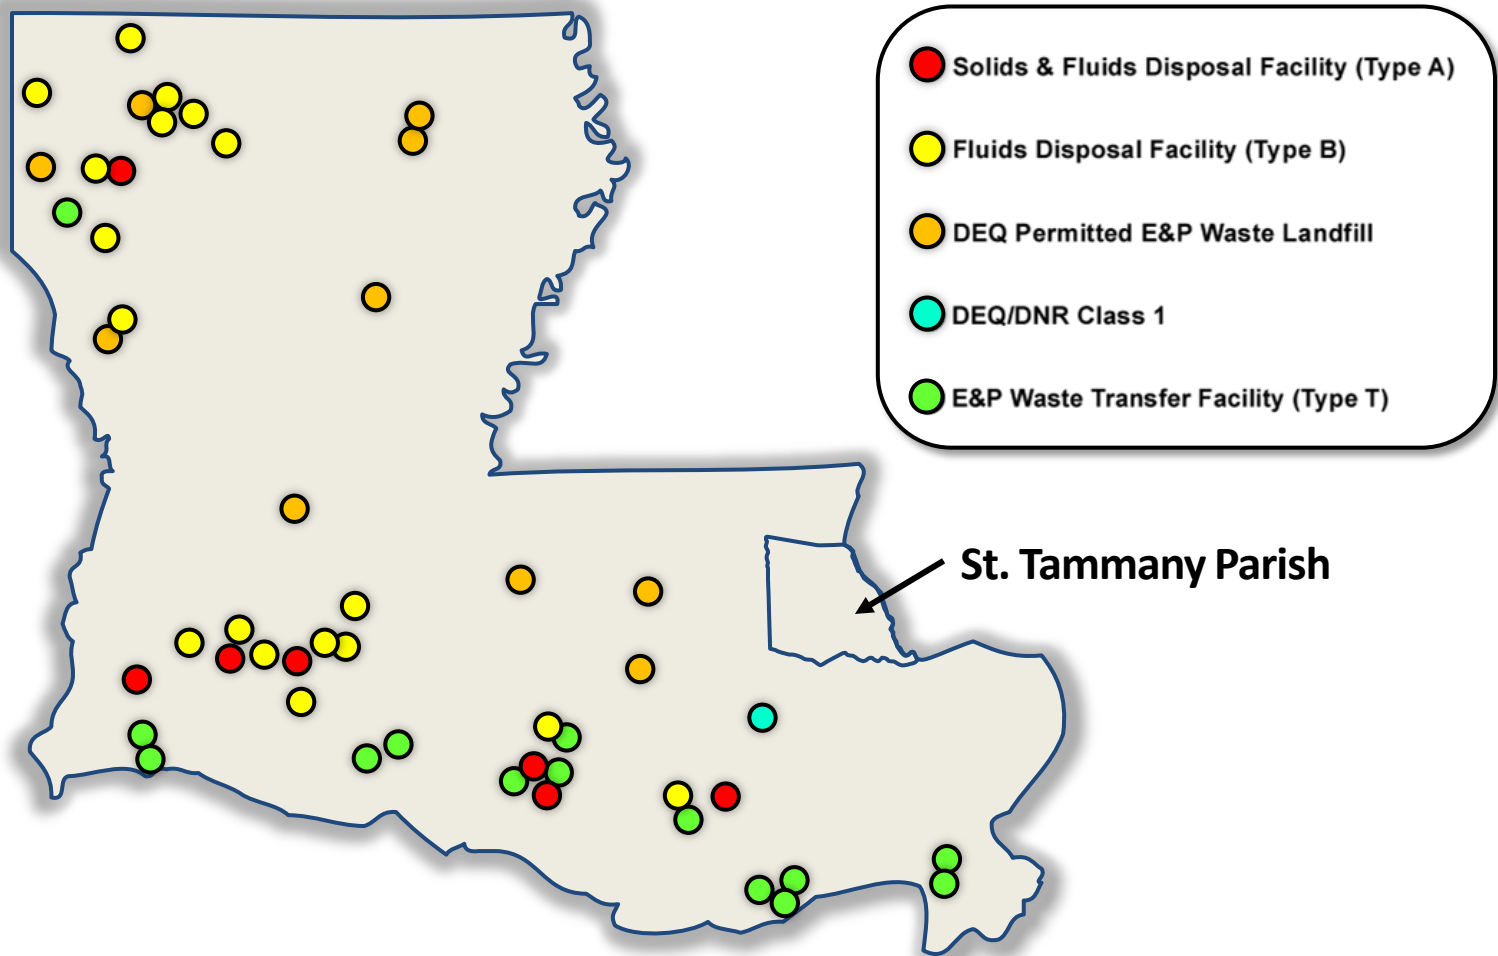 Solids & Fluids Disposal Facility (Type A)
Fluids Disposal Facility (Type B)
DEQ Permitted E&P Waste Landfill
DEQ/DNR Class 1
E&P Waste Transfer Facility (Type T)
St. Tammany Parish